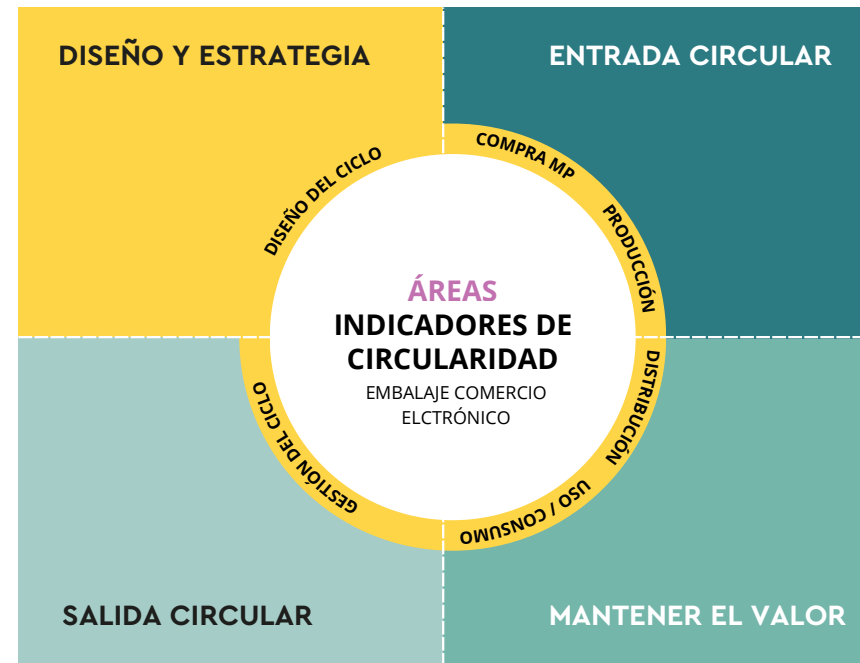 DISEÑO Y ESTRATEGIA
ENTRADA CIRCULAR
DISEÑO DEL CICLO
COMPRA MP
PRODUCCIÓN
ÁREAS
INDICADORES DE
CIRCULARIDAD
EMBALAJE COMERCIO
ELCTRÓNICO
DISTRIBUCIÓN
USO / CONSUMO
GESTIÓN DEL CICLO
SALIDA CIRCULAR
MANTENER EL VALOR